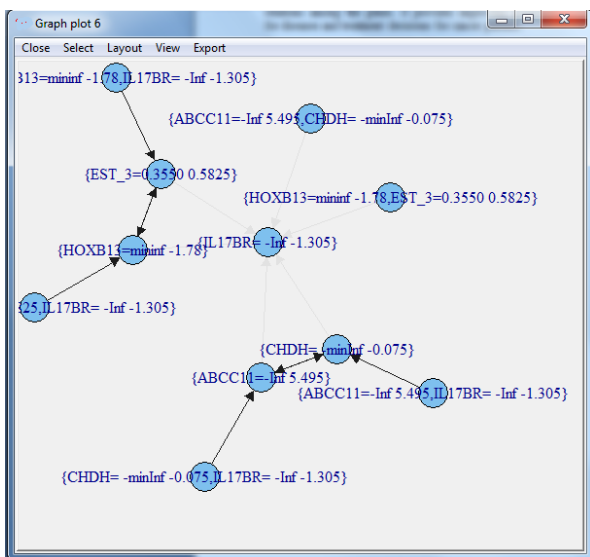 Graph plot 6
Close Select Layout View Export
313=mininf -1.78,IL17BR= -Inf -1.305}
{ABCC11=-Inf 5.495,CHDH= -minInf -0.075}
{EST_3=0.3550 0.5825}
{HOXB13=mininf -1.78,EST_3=0.3550 0.5825}
{HOXB13=mininf -1.78}
{IL17BR= -Inf -1.305}
325,IL17BR= -Inf -1.305}
{CHDH= -minInf -0.075}
{ABCC11=-Inf 5.495}
{ABCC11=-Inf 5.495,IL17BR= -Inf -1.305}
{CHDH= -minInf -0.075,IL17BR= -Inf -1.305}